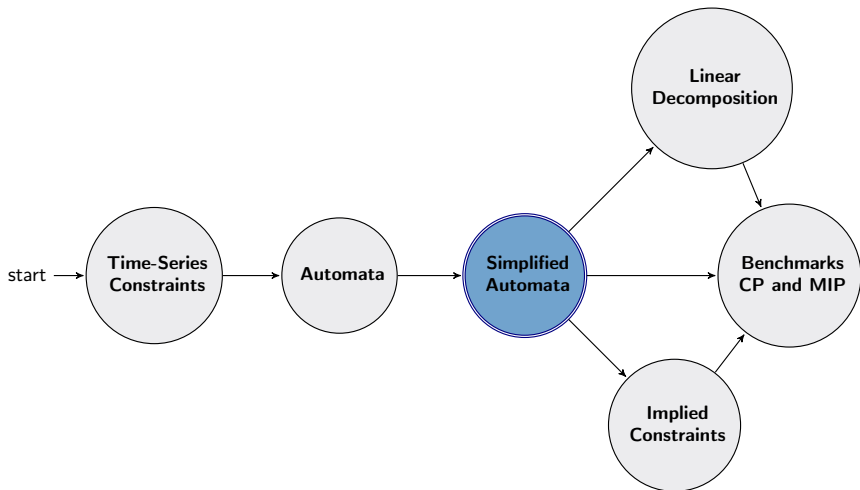 start
Time-Series
Constraints
Automata
Simplified
Automata
Linear
Decomposition
Benchmarks
CP and MIP
Implied
Constraints